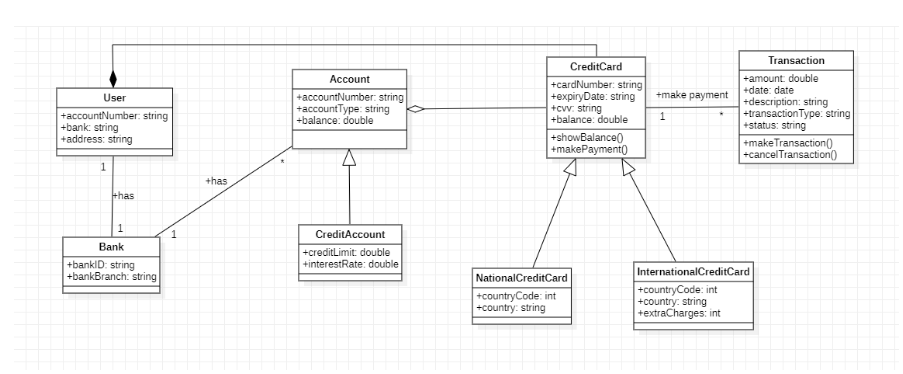 User
+accountNumber: string
+bank: string
+address: string
Account
+accountNumber: string
+accountType: string
+balance: double
CreditCard
+cardNumber: string
+expiryDate: string
+cvv: string
+balance: double
+showBalance()
+makePayment()
+make payment
1
*
Transaction
+amount: double
+date: date
+description: string
+transactionType: string
+status: string
+makeTransaction()
+cancelTransaction()
1
+has
1
*
+has
1
Bank
+bankID: string
+bankBranch: string
CreditAccount
+creditLimit: double
+interestRate: double
NationalCreditCard
+countryCode: int
+country: string
InternationalCreditCard
+countryCode: int
+country: string
+extraCharges: int